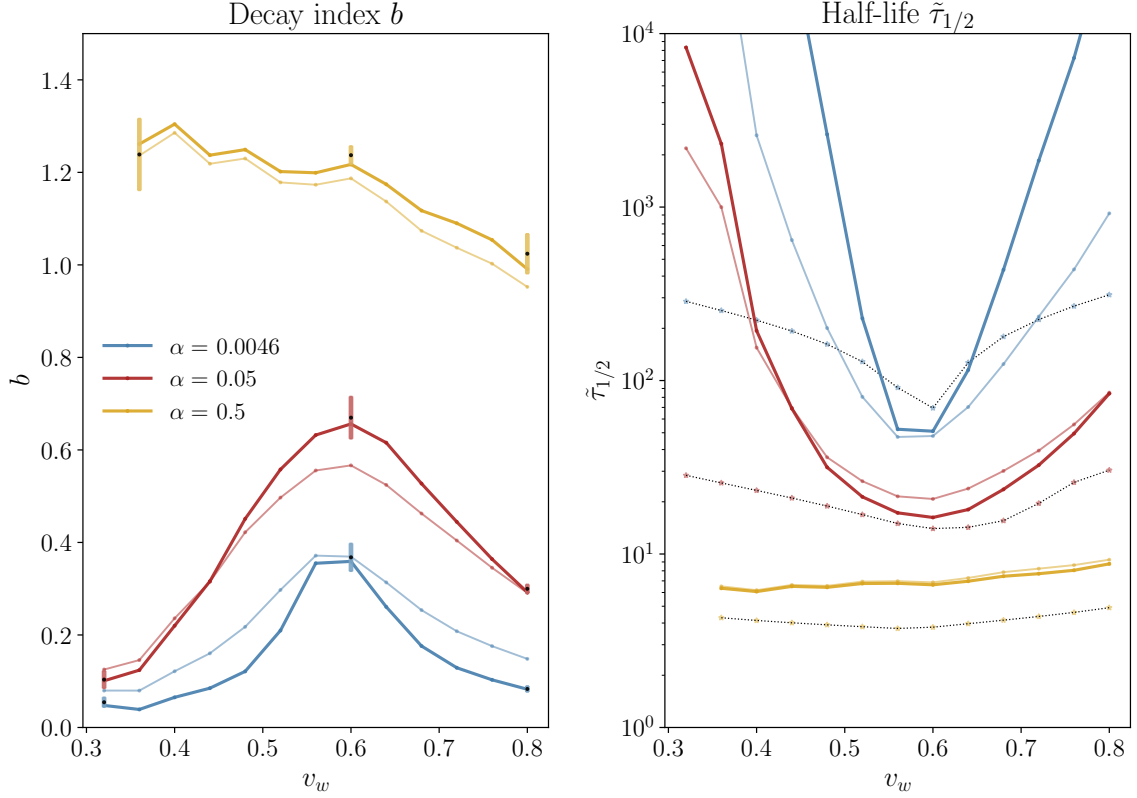 Decay index b
1.4
1.2
1.0
0.8
0.6
0.4
0.2
0.0
b
α = 0.0046
α = 0.05
α = 0.5
0.3 0.4 0.5 0.6 0.7 0.8
v_w
Half-life τ̃_{1/2}
10^4
10^3
10^2
10^1
10^0
τ̃_{1/2}
0.3 0.4 0.5 0.6 0.7 0.8
v_w